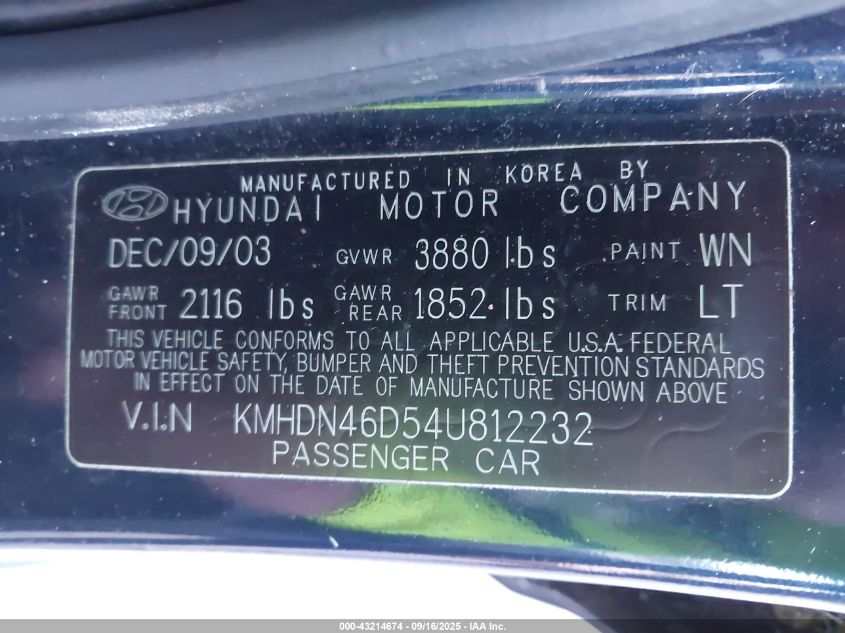 MANUFACTURED IN KOREA BY
HYUNDAI MOTOR COMPANY
DEC/09/03 GVWR 3880 lbs PAINT WN
GAWR FRONT 2116 lbs GAWR REAR 1852 lbs TRIM LT
THIS VEHICLE CONFORMS TO ALL APPLICABLE U.S.A. FEDERAL
MOTOR VEHICLE SAFETY, BUMPER AND THEFT PREVENTION STANDARDS
IN EFFECT ON THE DATE OF MANUFACTURE SHOWN ABOVE
V.I.N KMHDN46D54U812232
PASSENGER CAR
000-43214674 - 09/16/2025 - IAA Inc.